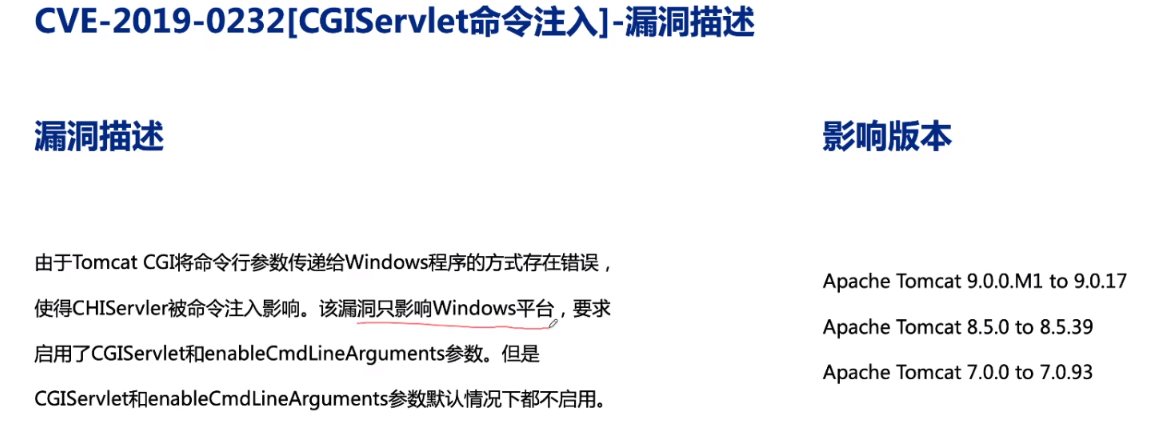 CVE-2019-0232[CGIServlet命令注入]-漏洞描述
漏洞描述
由于Tomcat CGI将命令行参数传递给Windows程序的方式存在错误，
使得CHIServler被命令注入影响。该漏洞只影响Windows平台，要求
启用了CGIServlet和enableCmdLineArguments参数。但是
CGIServlet和enableCmdLineArguments参数默认情况下都不启用。
影响版本
Apache Tomcat 9.0.0.M1 to 9.0.17
Apache Tomcat 8.5.0 to 8.5.39
Apache Tomcat 7.0.0 to 7.0.93